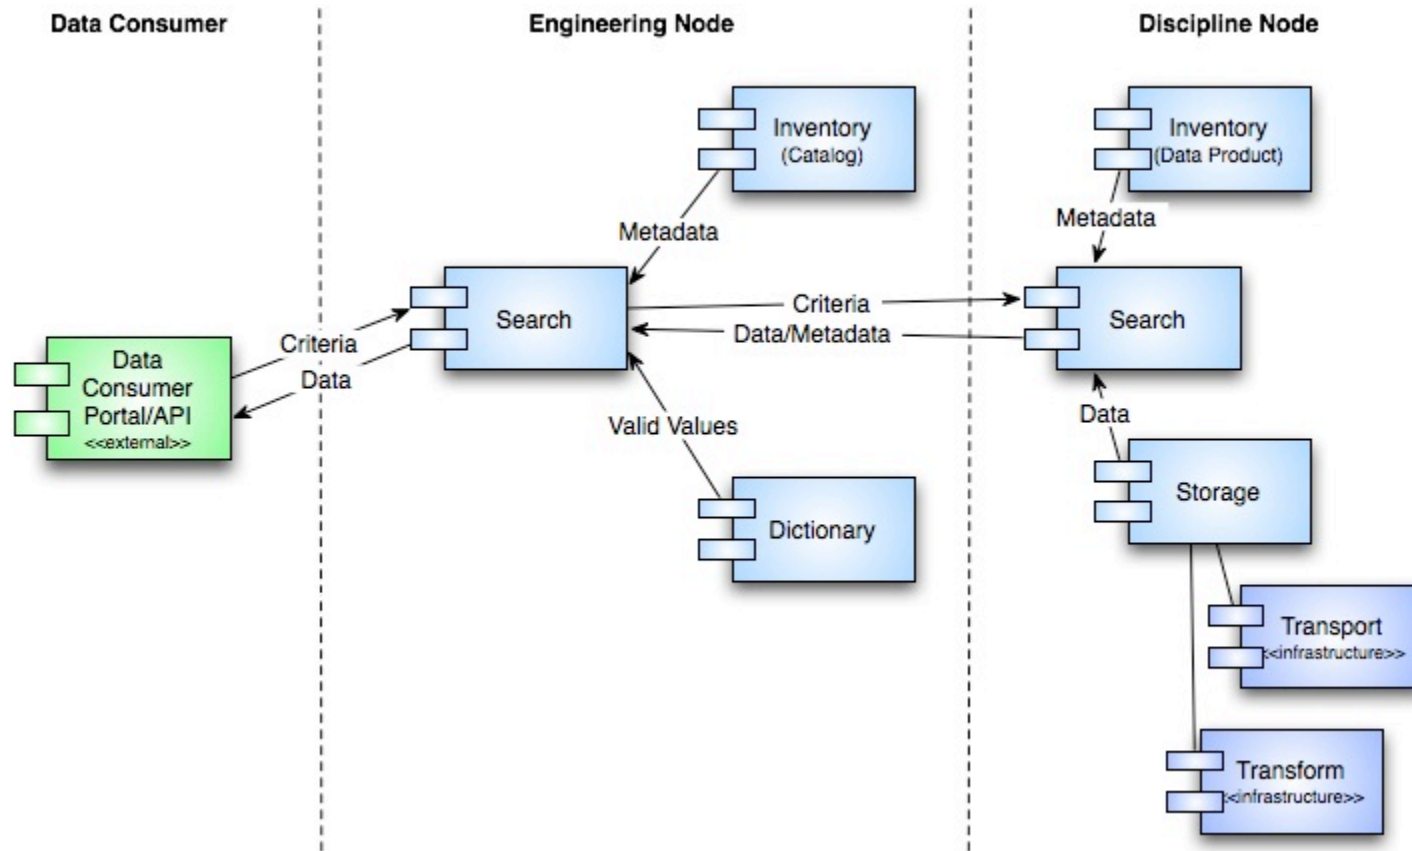 Data Consumer
Engineering Node
Discipline Node
Inventory
(Catalog)
Inventory
(Data Product)
Metadata
Metadata
Search
Criteria
Data/Metadata
Search
Criteria
Data
Data
Consumer
Portal/API
<<external>>
Valid Values
Data
Dictionary
Storage
Transport
<<infrastructure>>
Transform
<<infrastructure>>